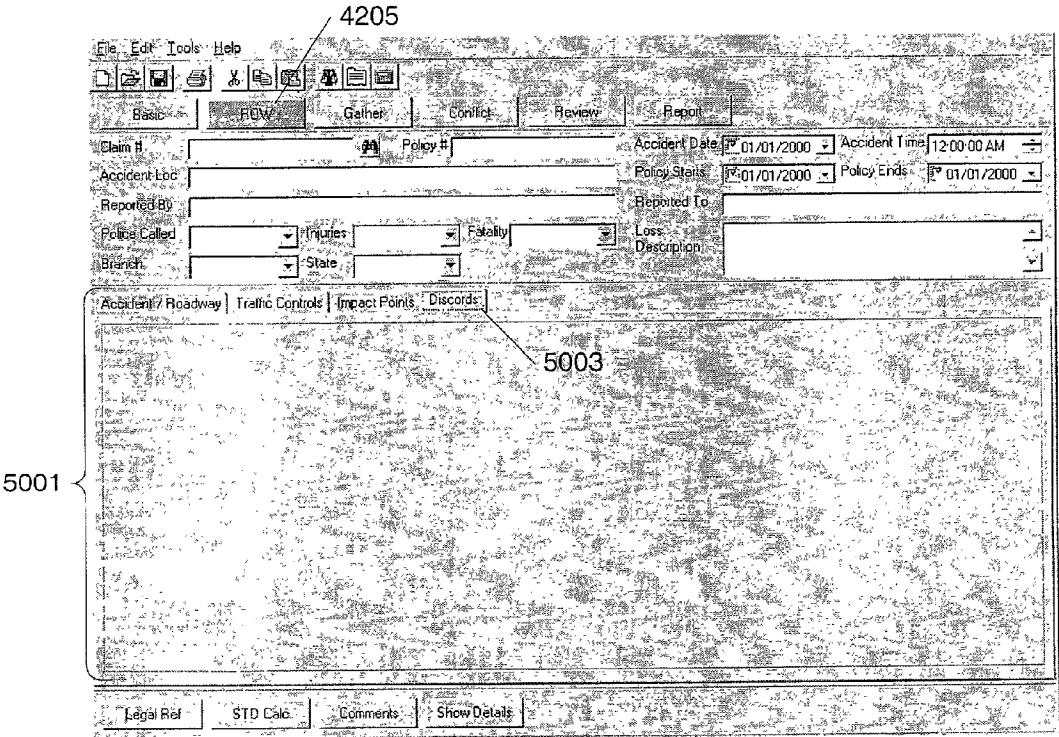 4205
File Edit Tools Help
Basic ROW Gather Conflict Review Report
Claim # Policy # Accident Date 01/01/2000 Accident Time 12:00:00 AM
Accident Loc Policy Starts 01/01/2000 Policy Ends 01/01/2000
Reported By Reported To
Police Called Injuries Fatality Loss Description
Branch State
Accident / Roadway Traffic Controls Impact Points Discords
5003
5001
Legal Ref STD Calc. Comments Show Details